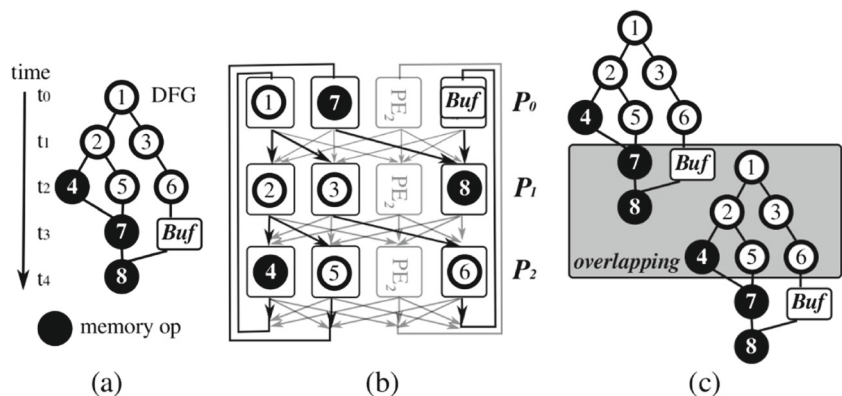 time
t0
t1
t2
t3
t4
1 DFG
2 3
4 5 6
7 Buf
8
memory op
(a)
1 7 PE2 Buf P0
2 3 PE2 8 P1
4 5 PE2 6 P2
(b)
1
2 3
4 5 6
7 Buf 1
8 2 3
overlapping 4 5 6
7 Buf
8
(c)